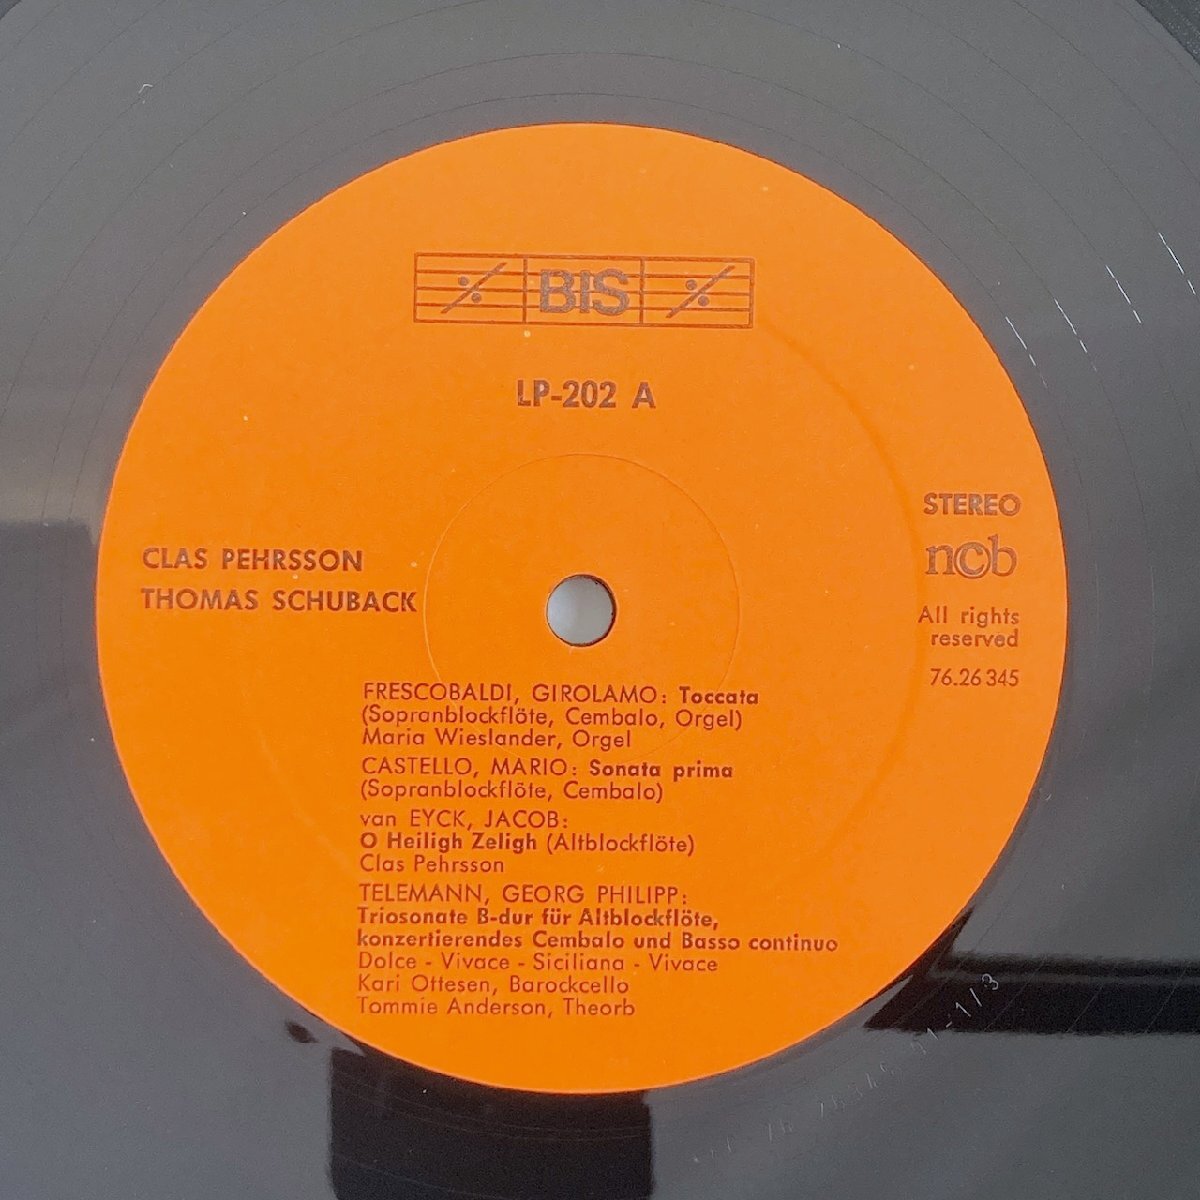 BIS
LP-202 A
STEREO
ncb
All rights
reserved
76.26345
CLAS PEHRSSON
THOMAS SCHUBACK
FRESCOBALDI, GIROLAMO: Toccata
(Sopranblockflöte, Cembalo, Orgel)
Maria Wieslander, Orgel
CASTELLO, MARIO: Sonata prima
(Sopranblockflöte, Cembalo)
van EYCK, JACOB:
O Heiligh Zeligh (Altblockflöte)
Clas Pehrsson
TELEMANN, GEORG PHILIPP:
Triosonate B-dur für Altblockflöte,
konzertierendes Cembalo und Basso continuo
Dolce - Vivace - Siciliana - Vivace
Kari Ottesen, Barockcello
Tommie Anderson, Theorb